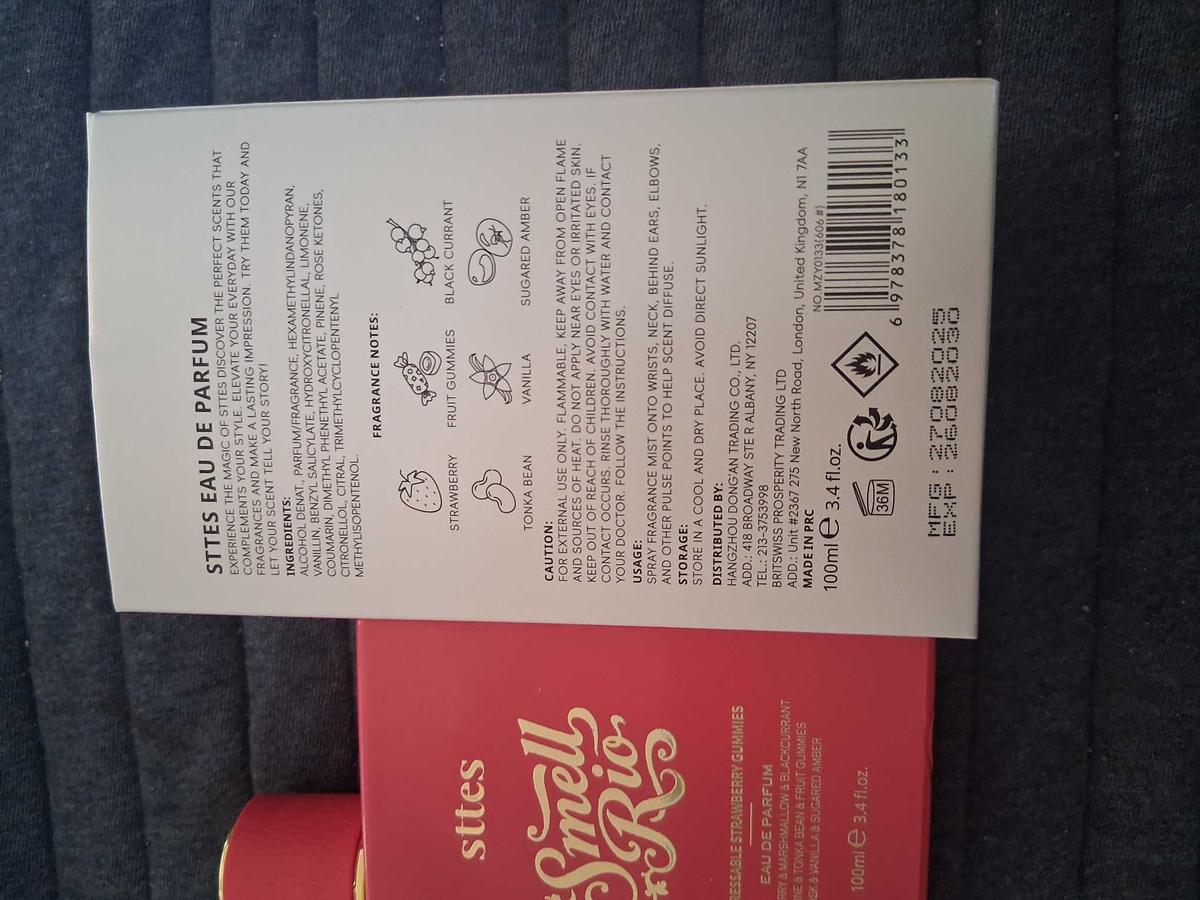 STTES EAU DE PARFUM
EXPERIENCE THE MAGIC OF STTES DISCOVER THE PERFECT SCENTS THAT
COMPLEMENTS YOUR STYLE. ELEVATE YOUR EVERYDAY WITH OUR
FRAGRANCES AND MAKE A LASTING IMPRESSION. TRY THEM TODAY AND
LET YOUR SCENT TELL YOUR STORY!
INGREDIENTS:
ALCOHOL DENAT., PARFUM/FRAGRANCE, HEXAMETHYLINDANOPYRAN,
VANILLIN, BENZYL SALICYLATE, HYDROXYCITRONELLAL, LIMONENE,
COUMARIN, DIMETHYL PHENETHYL ACETATE, PINENE, ROSE KETONES,
CITRONELLOL, CITRAL, TRIMETHYLCYCLOPENTENYL
METHYLISOPENTENOL.
FRAGRANCE NOTES:
STRAWBERRY FRUIT GUMMIES BLACK CURRANT
TONKA BEAN VANILLA SUGARED AMBER
CAUTION:
FOR EXTERNAL USE ONLY. FLAMMABLE, KEEP AWAY FROM OPEN FLAME
AND SOURCES OF HEAT. DO NOT APPLY NEAR EYES OR IRRITATED SKIN.
KEEP OUT OF REACH OF CHILDREN. AVOID CONTACT WITH EYES. IF
CONTACT OCCURS. RINSE THOROUGHLY WITH WATER AND CONTACT
YOUR DOCTOR. FOLLOW THE INSTRUCTIONS.
USAGE:
SPRAY FRAGRANCE MIST ONTO WRISTS, NECK, BEHIND EARS, ELBOWS,
AND OTHER PULSE POINTS TO HELP SCENT DIFFUSE.
STORAGE:
STORE IN A COOL AND DRY PLACE. AVOID DIRECT SUNLIGHT.
DISTRIBUTED BY:
HANGZHOU DONG'AN TRADING CO., LTD.
ADD.: 418 BROADWAY STE R ALBANY, NY 12207
TEL.: 213-3753998
BRITSWISS PROSPERITY TRADING LTD
ADD.: Unit #2367 275 New North Road, London, United Kingdom, N1 7AA
MADE IN PRC
NO.MZY0133(606#)
100ml e 3.4 fl.oz.
36M
6 978378 180133
MFG : 27082025
EXP : 26082030
sttes
Smell
Rio
STRAWBERRY GUMMIES
EAU DE PARFUM
& MARSHMALLOW & BLACKCURRANT
& TONKA BEAN & FRUIT GUMMIES
& VANILLA & SUGARED AMBER
100ml e 3.4 fl.oz.